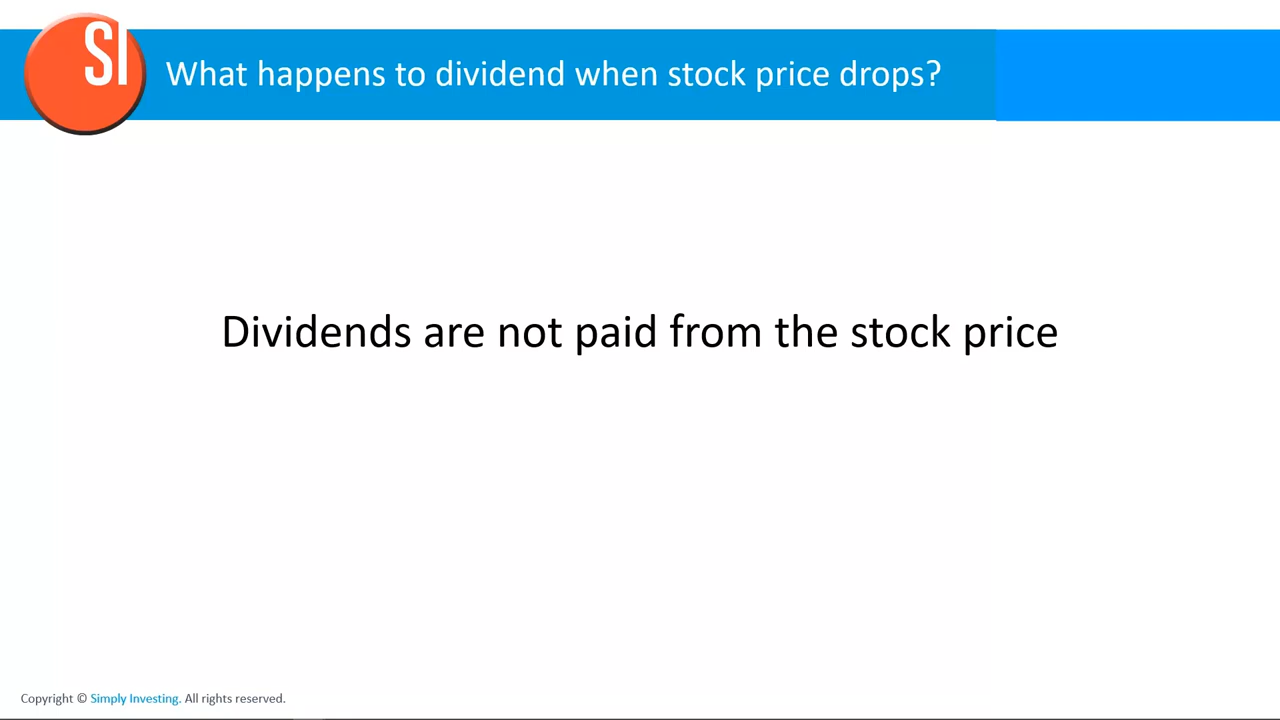 SI
What happens to dividend when stock price drops?
Dividends are not paid from the stock price
Copyright © Simply Investing. All rights reserved.